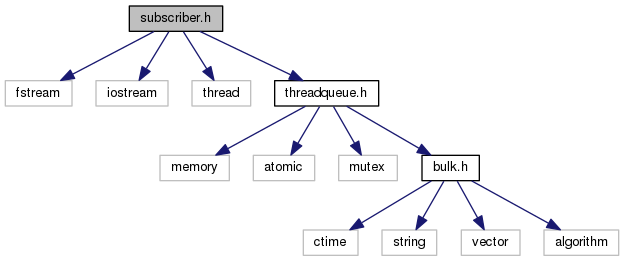 subscriber.h
fstream
iostream
thread
threadqueue.h
memory
atomic
mutex
bulk.h
ctime
string
vector
algorithm